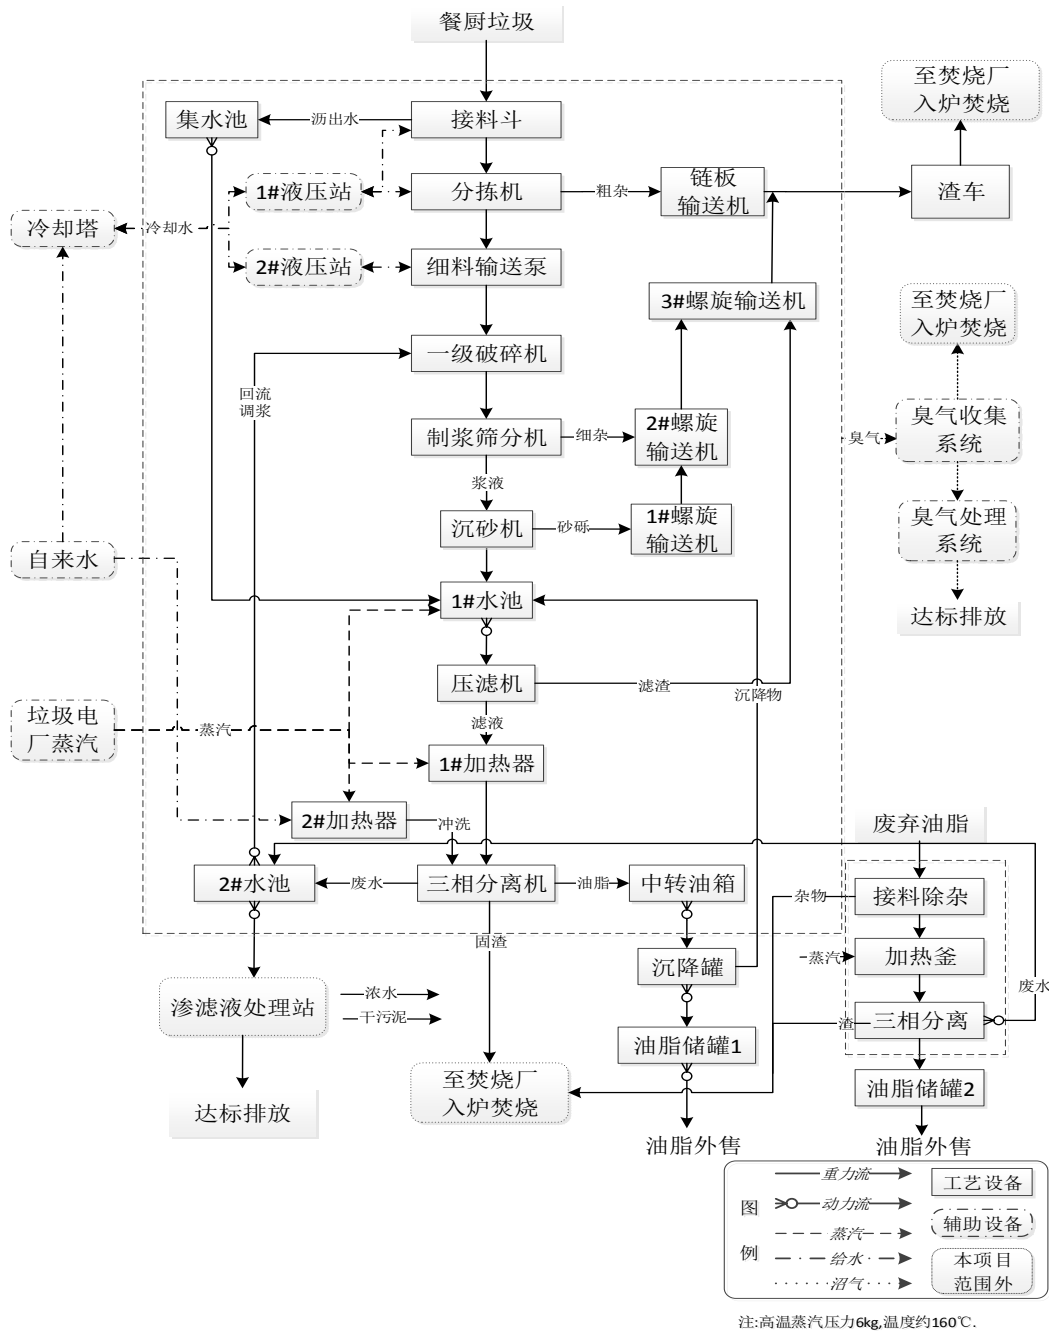 餐厨垃圾
至焚烧厂
入炉焚烧
集水池
沥出水
接料斗
1#液压站
分拣机
粗杂
链板
输送机
渣车
冷却塔
冷却水
2#液压站
细料输送泵
3#螺旋输送机
至焚烧厂
入炉焚烧
一级破碎机
回流
调浆
制浆筛分机
细杂
2#螺旋
输送机
臭气
臭气收集
系统
浆液
沉砂机
砂砾
1#螺旋
输送机
臭气处理
系统
自来水
1#水池
达标排放
压滤机
滤渣
沉降物
垃圾电
厂蒸汽
蒸汽
滤液
1#加热器
2#加热器
冲洗
废弃油脂
2#水池
废水
三相分离机
油脂
中转油箱
杂物
接料除杂
固渣
沉降罐
蒸汽
加热釜
废水
渗滤液处理站
浓水
干污泥
渣
三相分离
油脂储罐1
至焚烧厂
入炉焚烧
油脂储罐2
达标排放
油脂外售
油脂外售
图
例
重力流
动力流
蒸汽
给水
沼气
工艺设备
辅助设备
本项目
范围外
注:高温蒸汽压力6kg,温度约160℃.